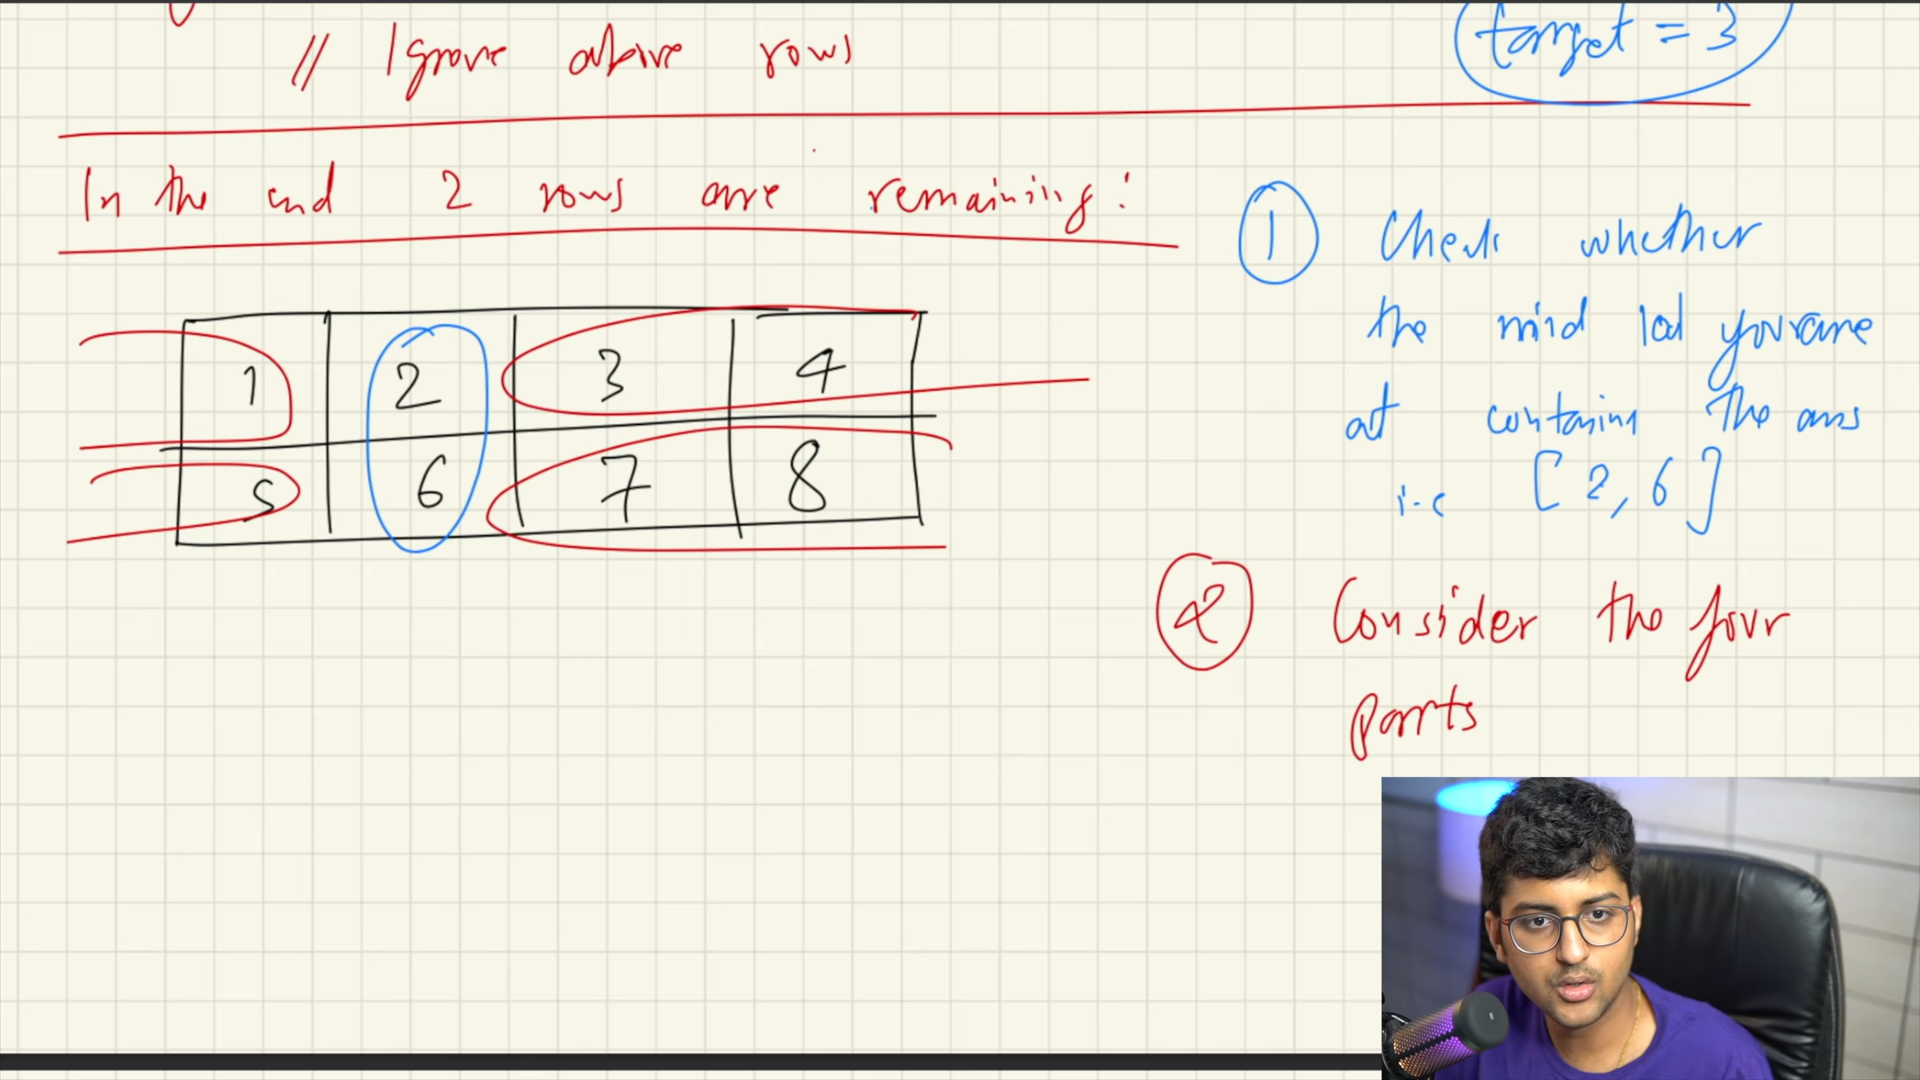 // Ignore above rows
target = 3
In the end 2 rows are remaining:
1 2 3 4
5 6 7 8
1 Check whether
the mid col you are
at containing the ans
i.e [2, 6]
2 Consider the four
parts